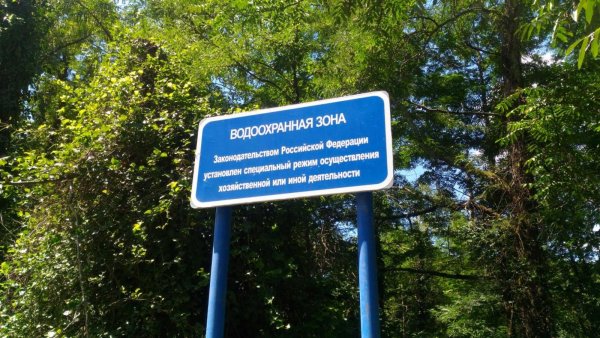 ВОДООХРАННАЯ ЗОНА
Законодательством Российской Федерации
установлен специальный режим осуществления
хозяйственной или иной деятельности